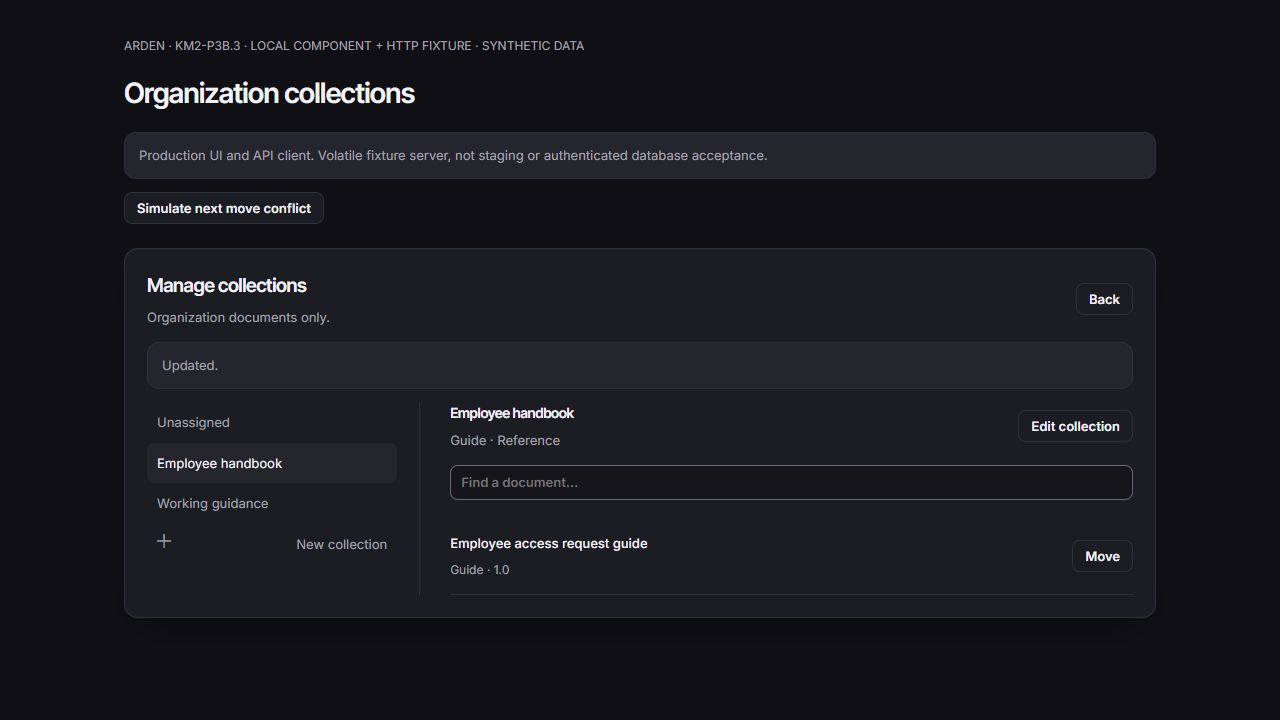 ARDEN · KM2-P3B.3 · LOCAL COMPONENT + HTTP FIXTURE · SYNTHETIC DATA
Organization collections
Production UI and API client. Volatile fixture server, not staging or authenticated database acceptance.
Simulate next move conflict
Manage collections
Organization documents only.
Back
Updated.
Unassigned
Employee handbook
Working guidance
+ New collection
Employee handbook
Guide · Reference
Edit collection
Find a document...
Employee access request guide
Guide · 1.0
Move